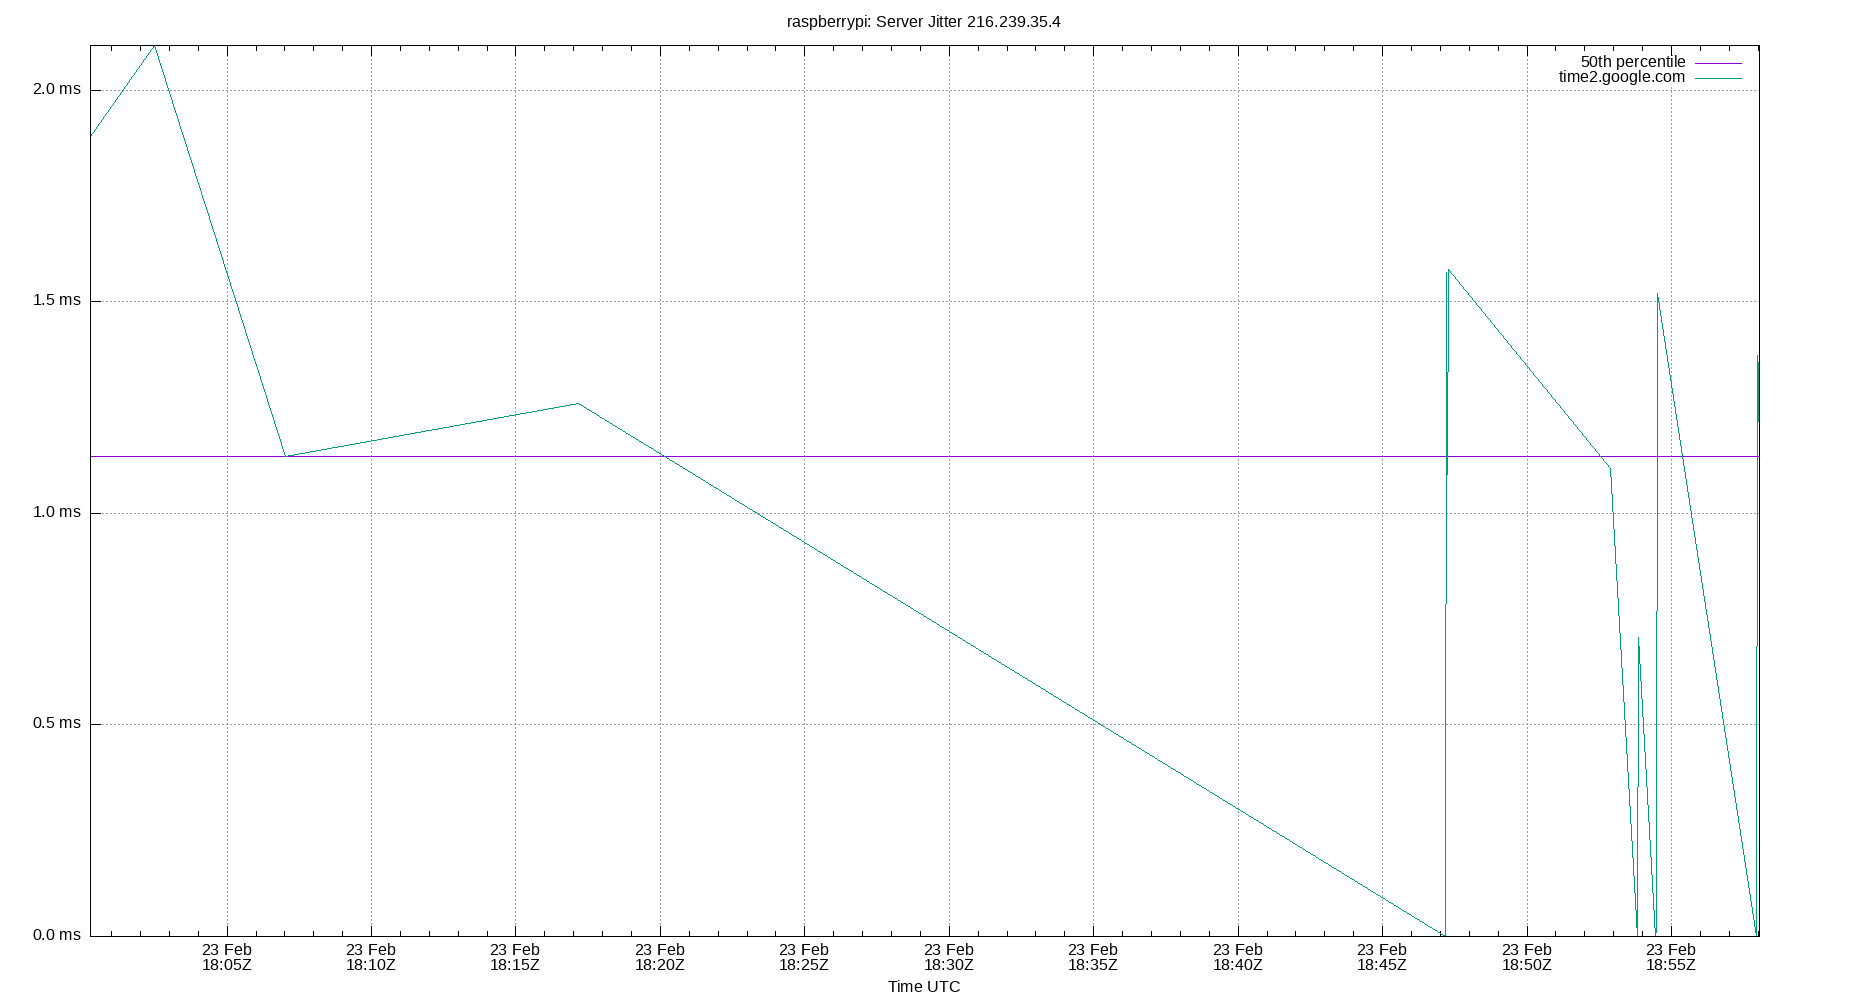 raspberrypi: Server Jitter 216.239.35.4
50th percentile
time2.google.com
2.0 ms
1.5 ms
1.0 ms
0.5 ms
0.0 ms
23 Feb 23 Feb 23 Feb 23 Feb 23 Feb 23 Feb 23 Feb 23 Feb 23 Feb 23 Feb 23 Feb
18:05Z 18:10Z 18:15Z 18:20Z 18:25Z 18:30Z 18:35Z 18:40Z 18:45Z 18:50Z 18:55Z
Time UTC